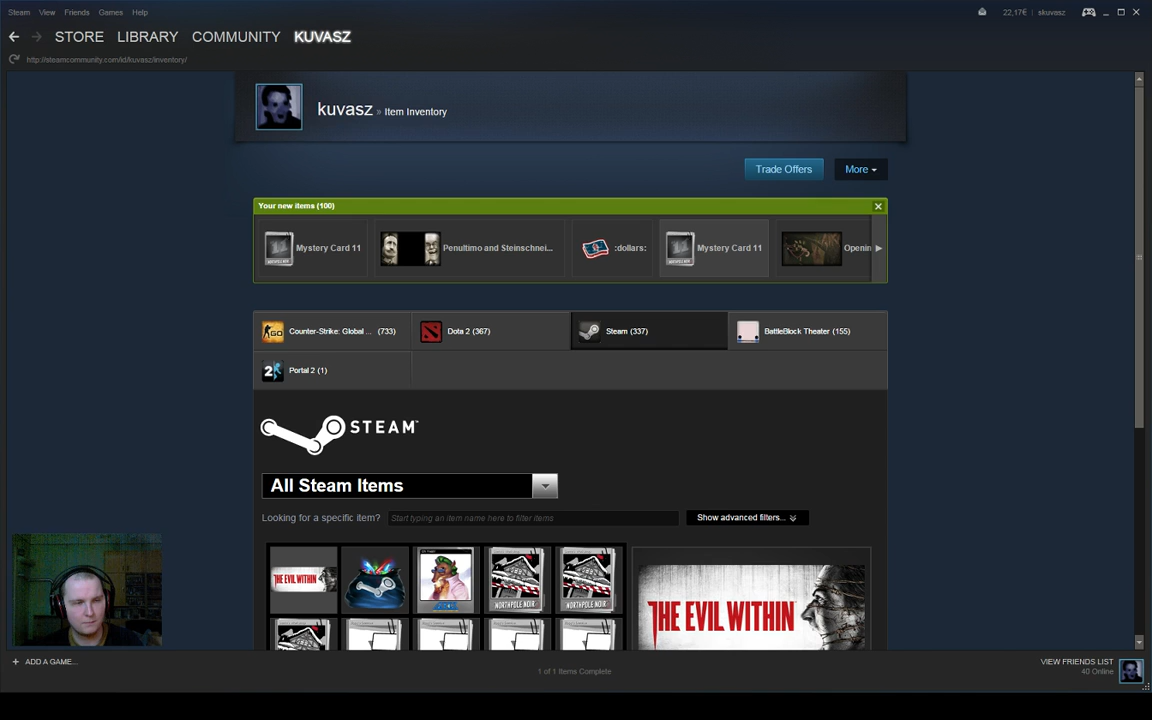 Steam View Friends Games Help
22,17€ skuvasz
STORE LIBRARY COMMUNITY KUVASZ
http://steamcommunity.com/id/kuvasz/inventory/
kuvasz » Item Inventory
Trade Offers More
Your new items (100)
Mystery Card 11 Penultimo and Steinschnei... :dollars: Mystery Card 11 Openin
Counter-Strike: Global ... (733) Dota 2 (367) Steam (337) BattleBlock Theater (155)
Portal 2 (1)
STEAM™
All Steam Items
Looking for a specific item? Start typing an item name here to filter items Show advanced filters...
THE EVIL WITHIN NORTHPOLE NOIR NORTHPOLE NOIR
THE EVIL WITHIN
+ ADD A GAME...
1 of 1 Items Complete
VIEW FRIENDS LIST
40 Online